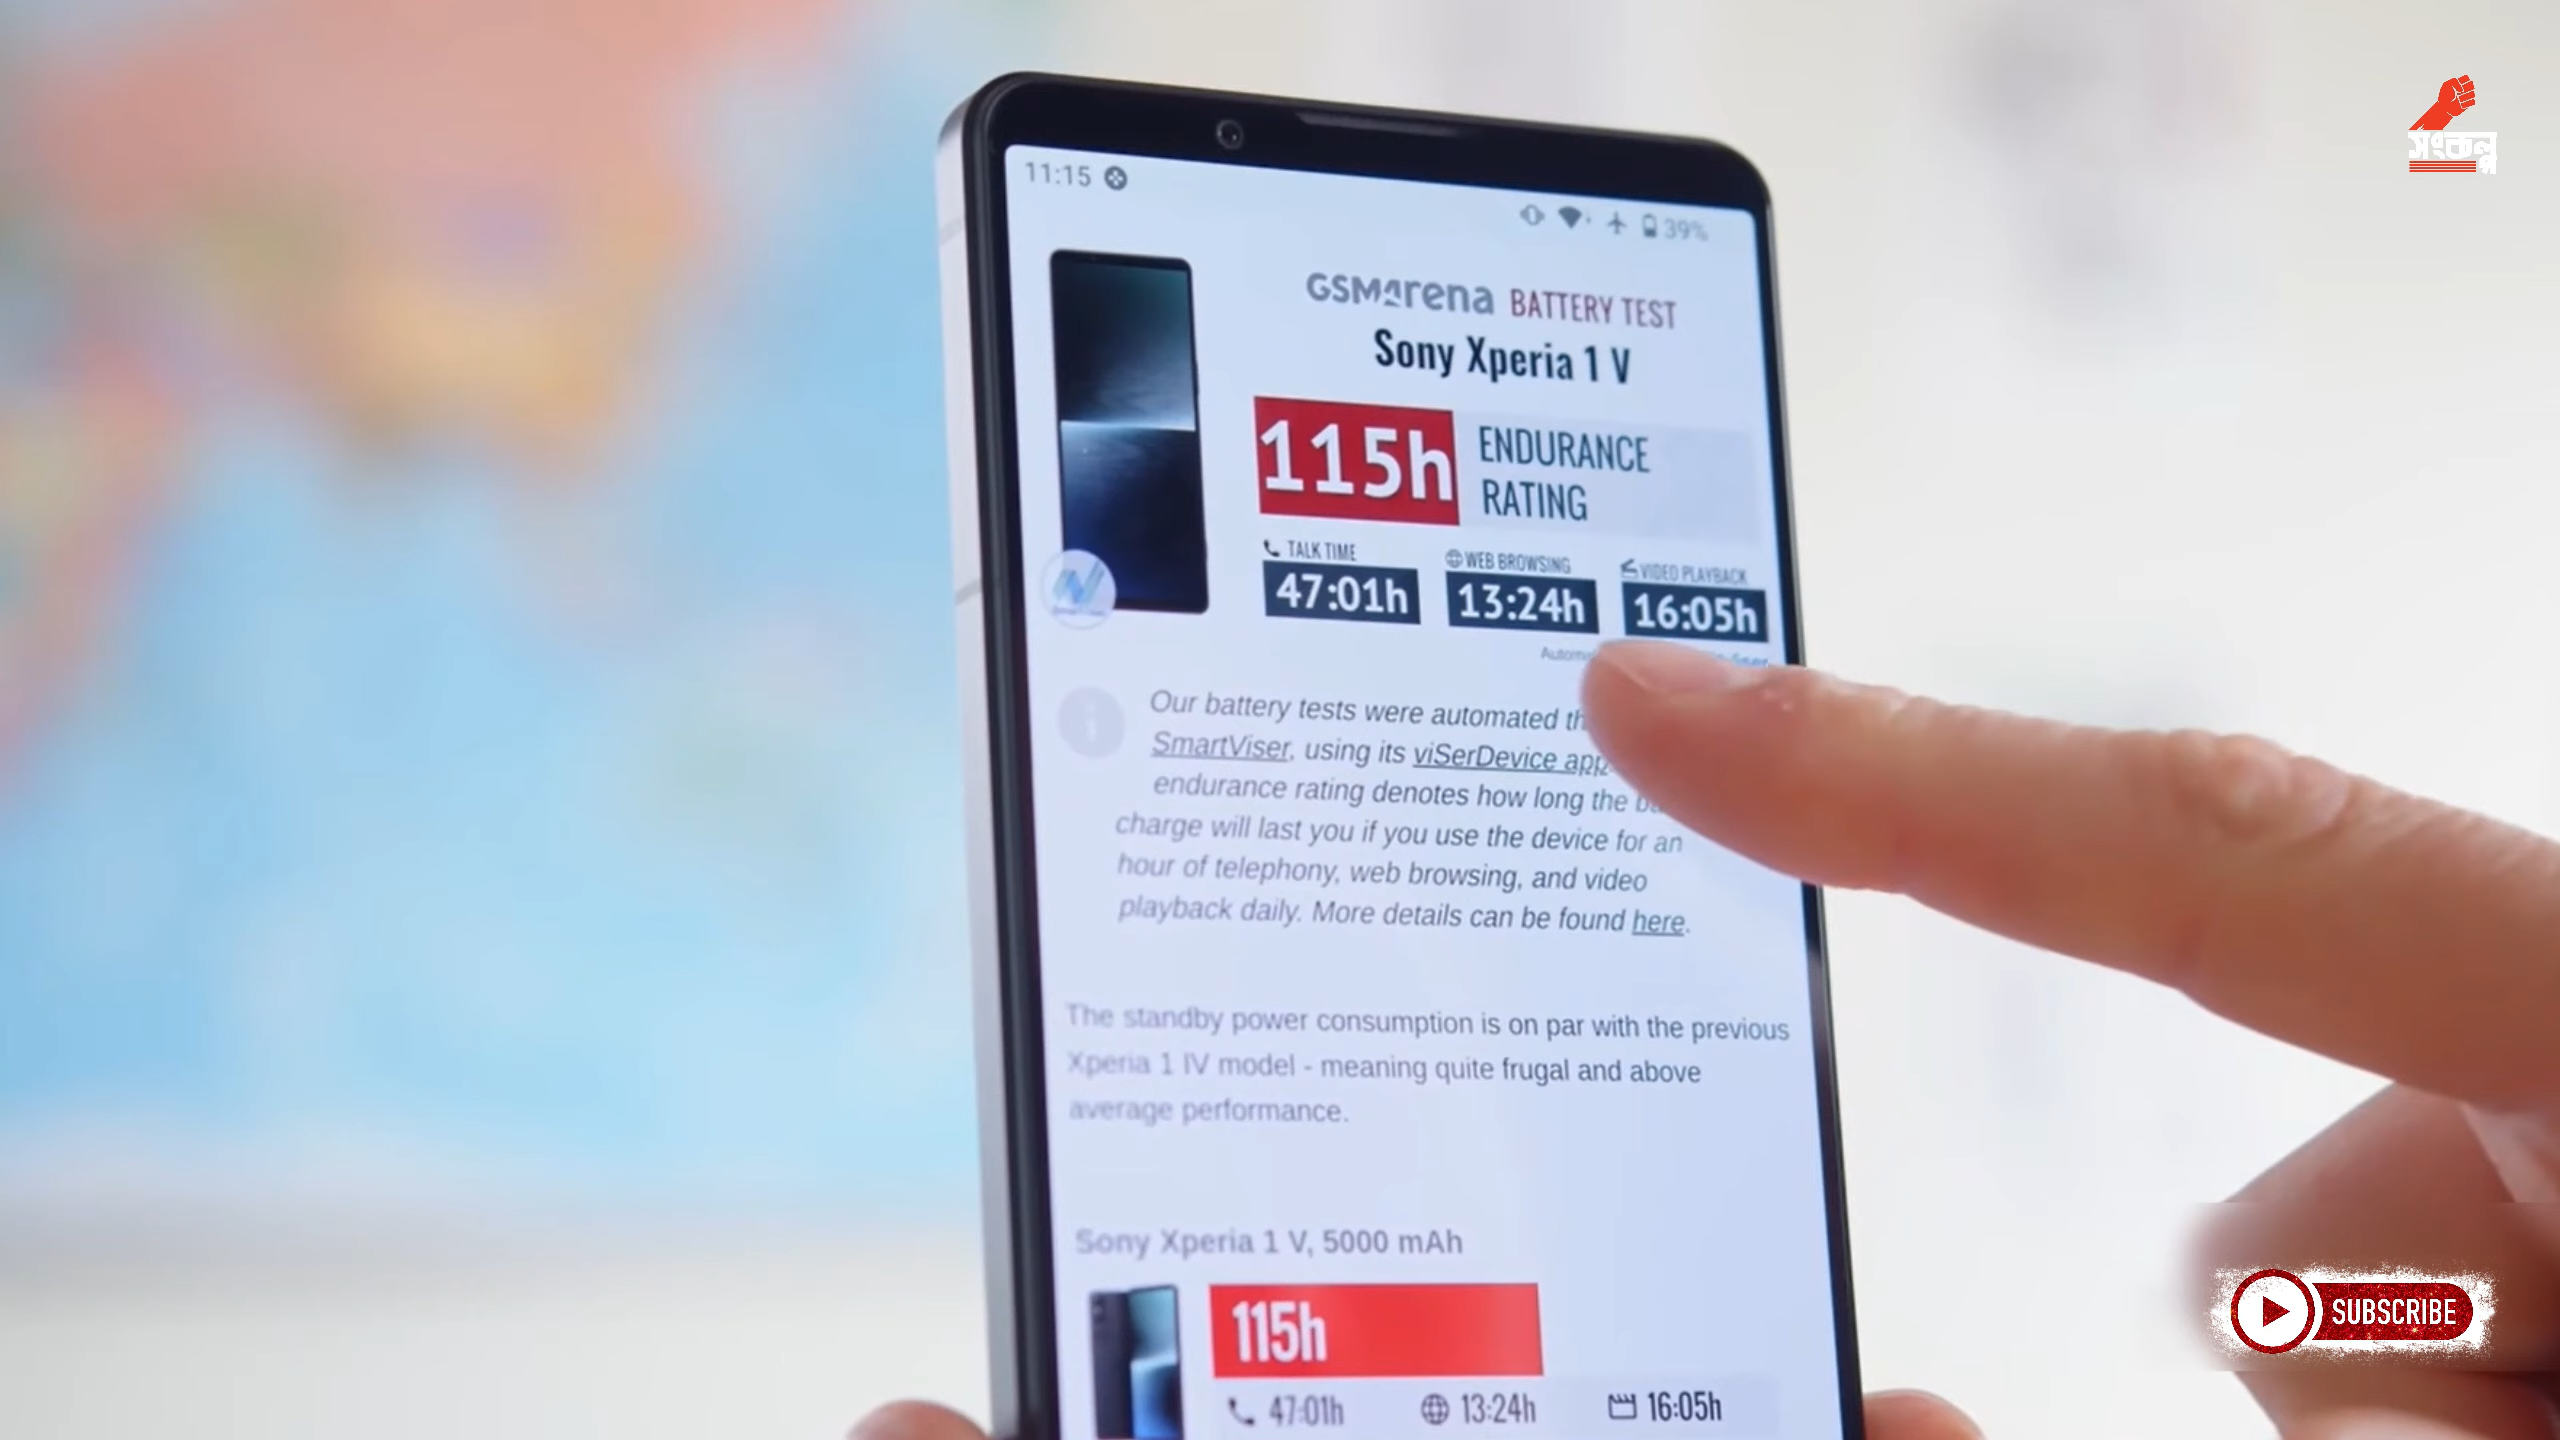 সংকল্প
11:15
39%
GSMarena BATTERY TEST
Sony Xperia 1 V
115h ENDURANCE RATING
TALK TIME WEB BROWSING VIDEO PLAYBACK
47:01h 13:24h 16:05h
Our battery tests were automated
SmartViser, using its viSerDevice app
endurance rating denotes how long the
charge will last you if you use the device for an
hour of telephony, web browsing, and video
playback daily. More details can be found here.
The standby power consumption is on par with the previous
Xperia 1 IV model - meaning quite frugal and above
average performance.
Sony Xperia 1 V, 5000 mAh
115h
47:01h 13:24h 16:05h
SUBSCRIBE